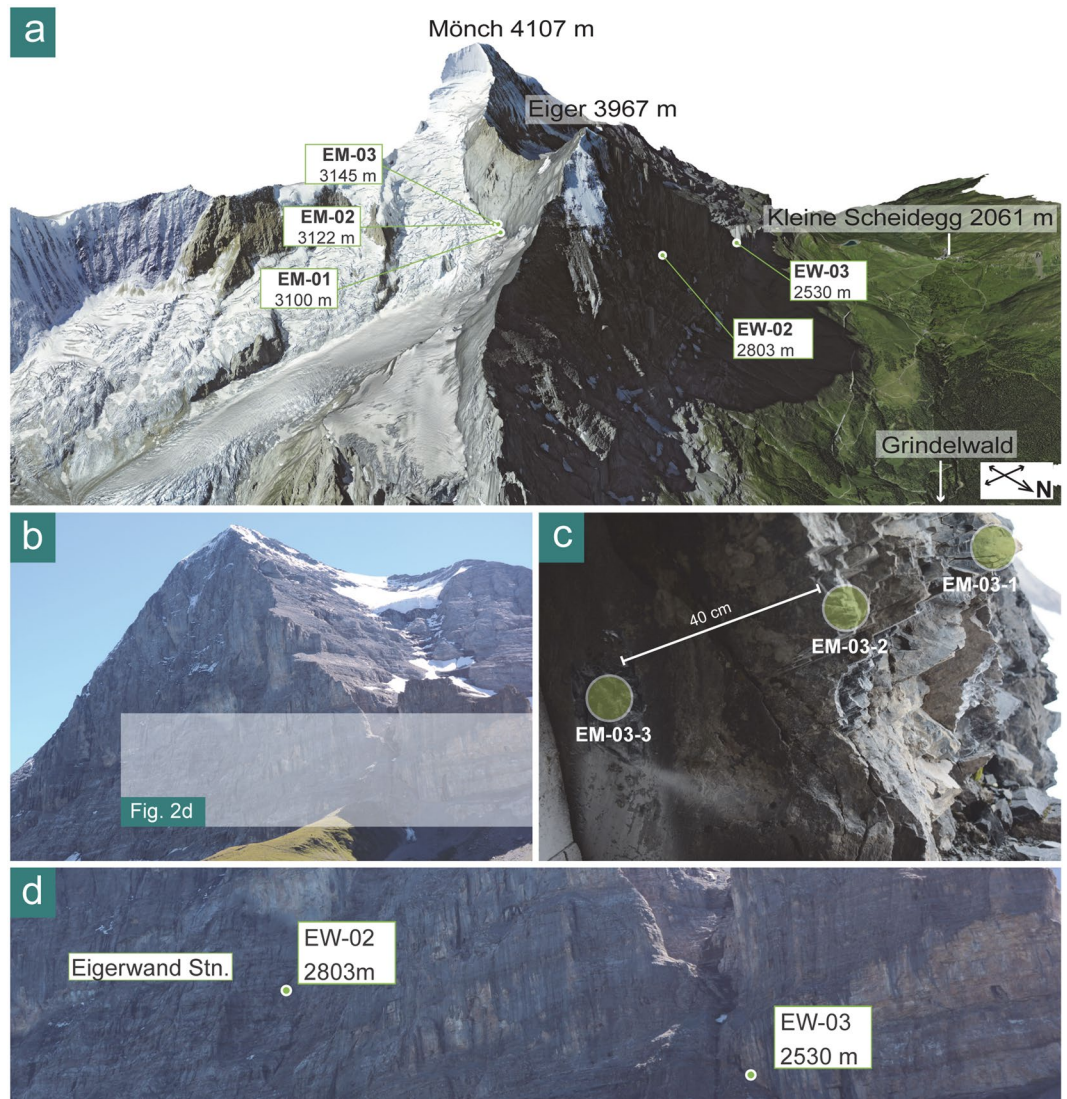 a
Mönch 4107 m
Eiger 3967 m
EM-03
3145 m
EM-02
3122 m
EM-01
3100 m
Kleine Scheidegg 2061 m
EW-03
2530 m
EW-02
2803 m
Grindelwald
N
b
Fig. 2d
c
EM-03-1
40 cm
EM-03-2
EM-03-3
d
EW-02
2803m
Eigerwand Stn.
EW-03
2530 m